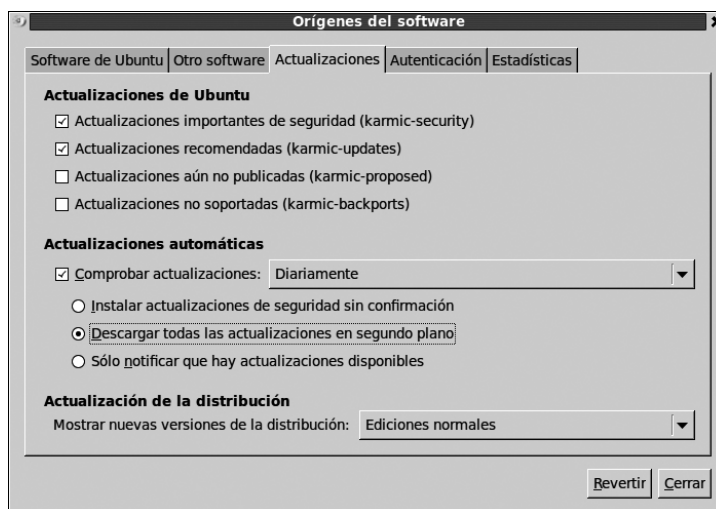 Orígenes del software
Software de Ubuntu Otro software Actualizaciones Autenticación Estadísticas
Actualizaciones de Ubuntu
Actualizaciones importantes de seguridad (karmic-security)
Actualizaciones recomendadas (karmic-updates)
Actualizaciones aún no publicadas (karmic-proposed)
Actualizaciones no soportadas (karmic-backports)
Actualizaciones automáticas
Comprobar actualizaciones: Diariamente
Instalar actualizaciones de seguridad sin confirmación
Descargar todas las actualizaciones en segundo plano
Sólo notificar que hay actualizaciones disponibles
Actualización de la distribución
Mostrar nuevas versiones de la distribución: Ediciones normales
Revertir Cerrar